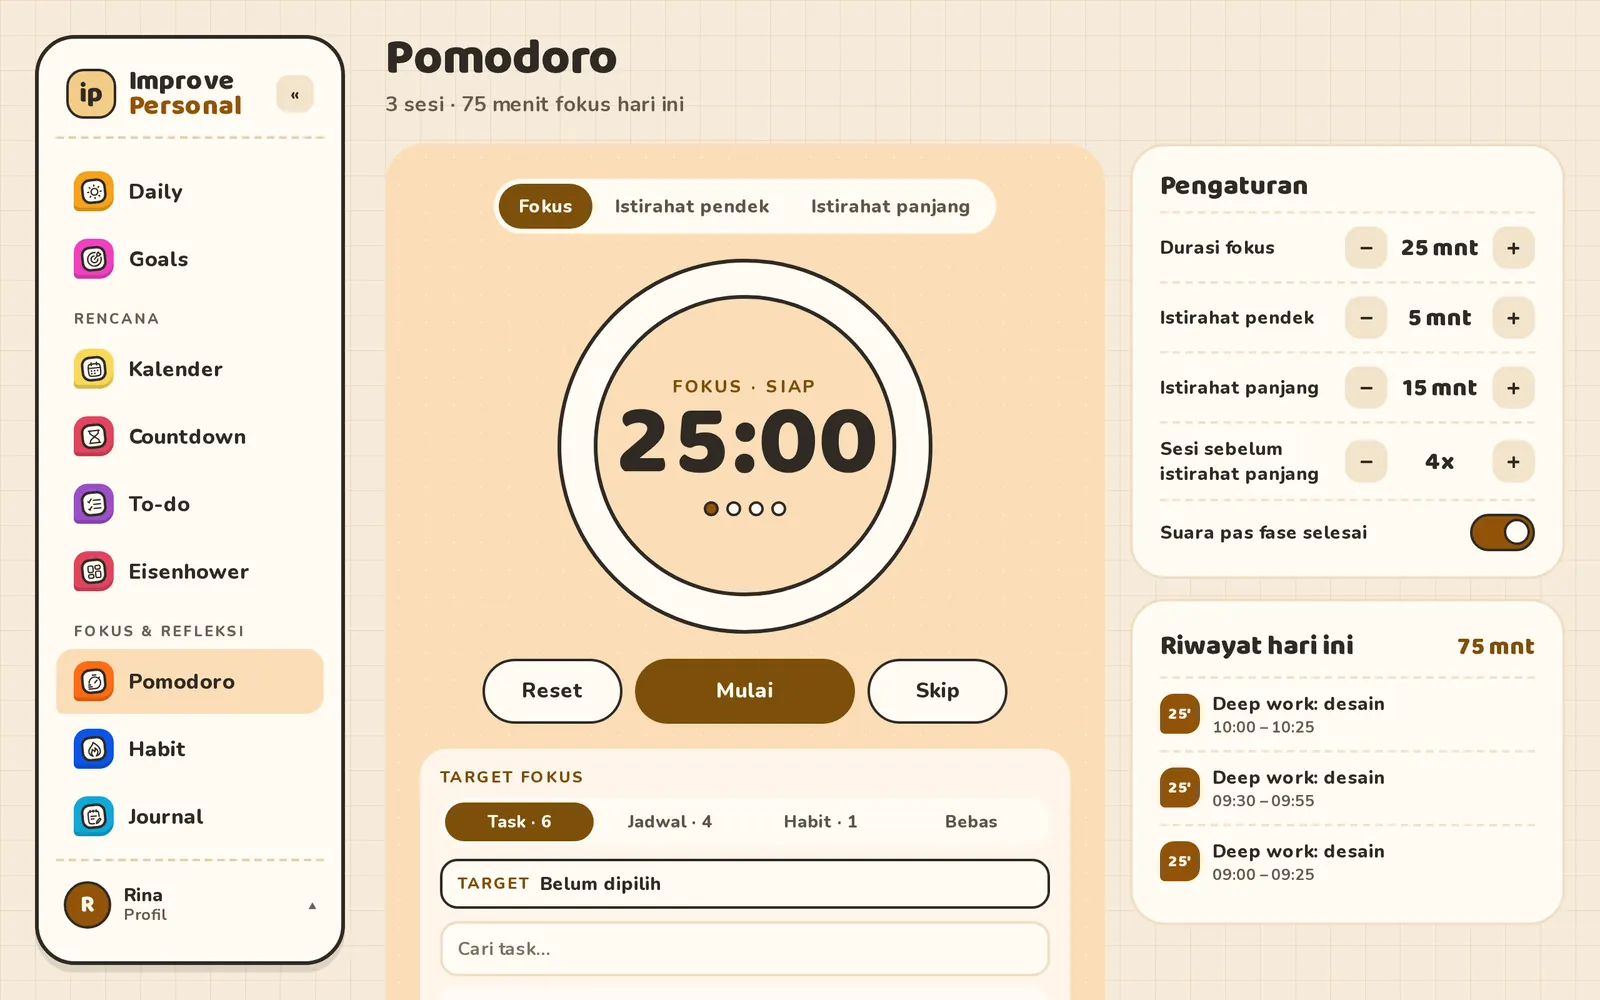 ip
Improve
Personal
«
Daily
Goals
RENCANA
Kalender
Countdown
To-do
Eisenhower
FOKUS & REFLEKSI
Pomodoro
Habit
Journal
R
Rina
Profil
▲
Pomodoro
3 sesi · 75 menit fokus hari ini
Fokus
Istirahat pendek
Istirahat panjang
FOKUS · SIAP
25:00
Reset
Mulai
Skip
TARGET FOKUS
Task · 6
Jadwal · 4
Habit · 1
Bebas
TARGET Belum dipilih
Cari task...
Pengaturan
Durasi fokus
− 25 mnt +
Istirahat pendek
− 5 mnt +
Istirahat panjang
− 15 mnt +
Sesi sebelum
istirahat panjang
− 4x +
Suara pas fase selesai
Riwayat hari ini
75 mnt
25'
Deep work: desain
10:00 – 10:25
25'
Deep work: desain
09:30 – 09:55
25'
Deep work: desain
09:00 – 09:25